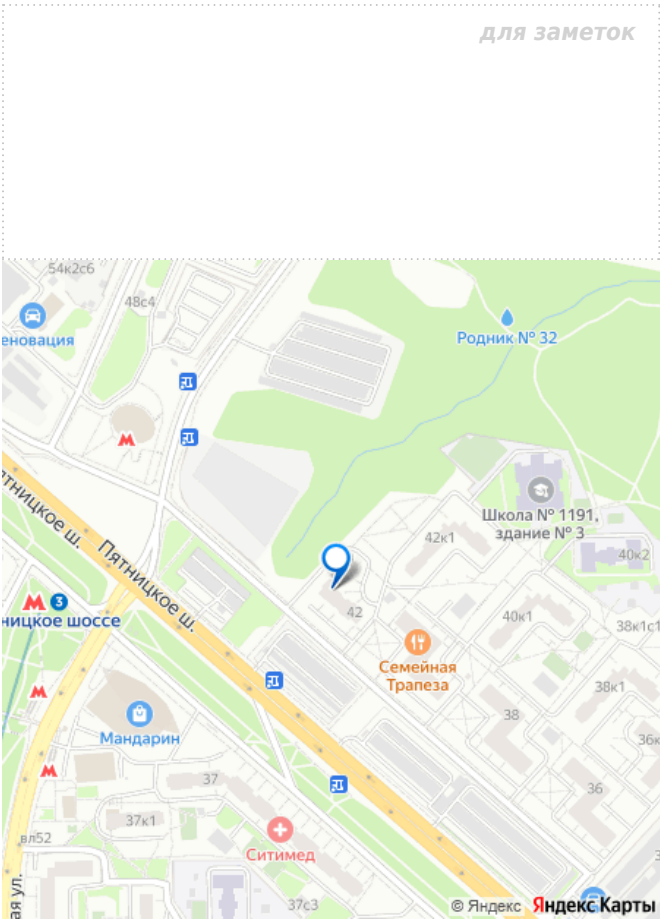 для заметок
54к2с6
48с4
еновация
Родник № 32
Школа № 1191,
здание № 3
42к1
40к2
тницкое ш.
Пятницкое ш.
3
ницкое шоссе
42
40к1
38к1с1
Семейная
Трапеза
38к1
Мандарин
38
36к
37
36
37к1
вл52
Ситимед
ая ул.
37с3
© Яндекс Яндекс Карты